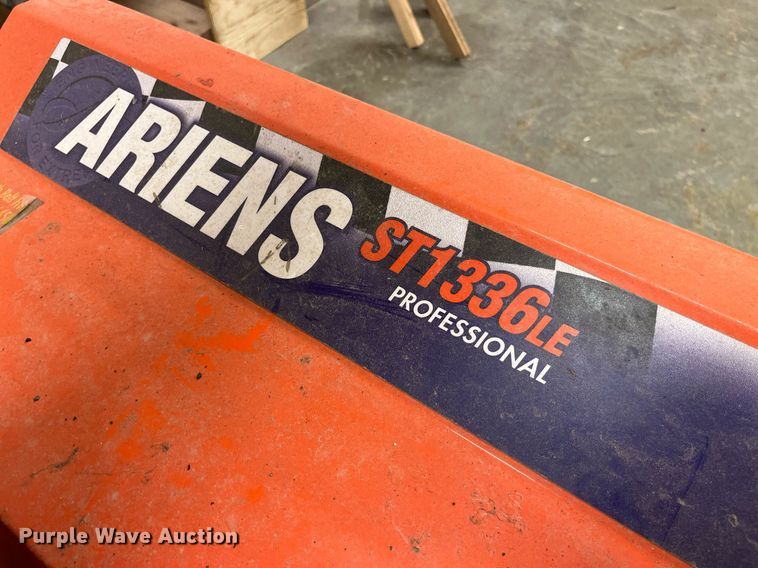 ARIENS
ST1336LE
PROFESSIONAL
Purple Wave Auction